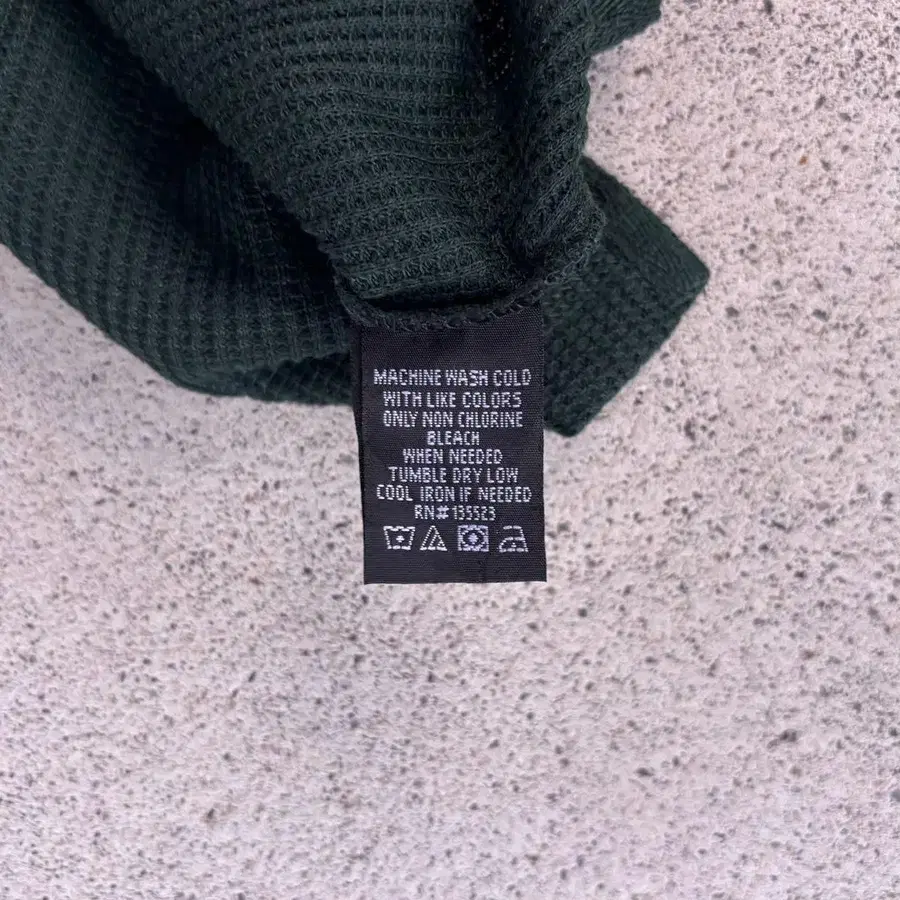 MACHINE WASH COLD
WITH LIKE COLORS
ONLY NON CHLORINE
BLEACH
WHEN NEEDED
TUMBLE DRY LOW
COOL IRON IF NEEDED
RN# 135523